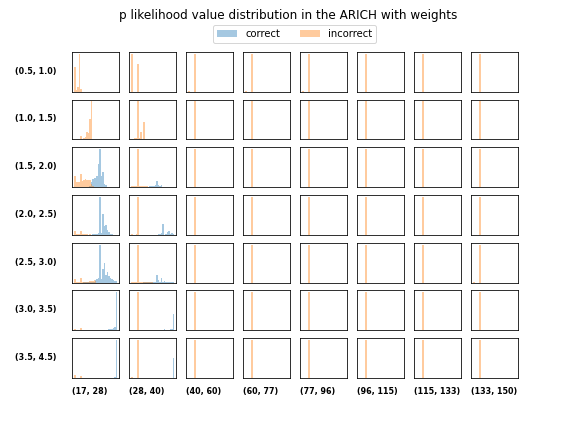 p likelihood value distribution in the ARICH with weights
correct incorrect
(0.5, 1.0)
(1.0, 1.5)
(1.5, 2.0)
(2.0, 2.5)
(2.5, 3.0)
(3.0, 3.5)
(3.5, 4.5)
(17, 28) (28, 40) (40, 60) (60, 77) (77, 96) (96, 115) (115, 133) (133, 150)